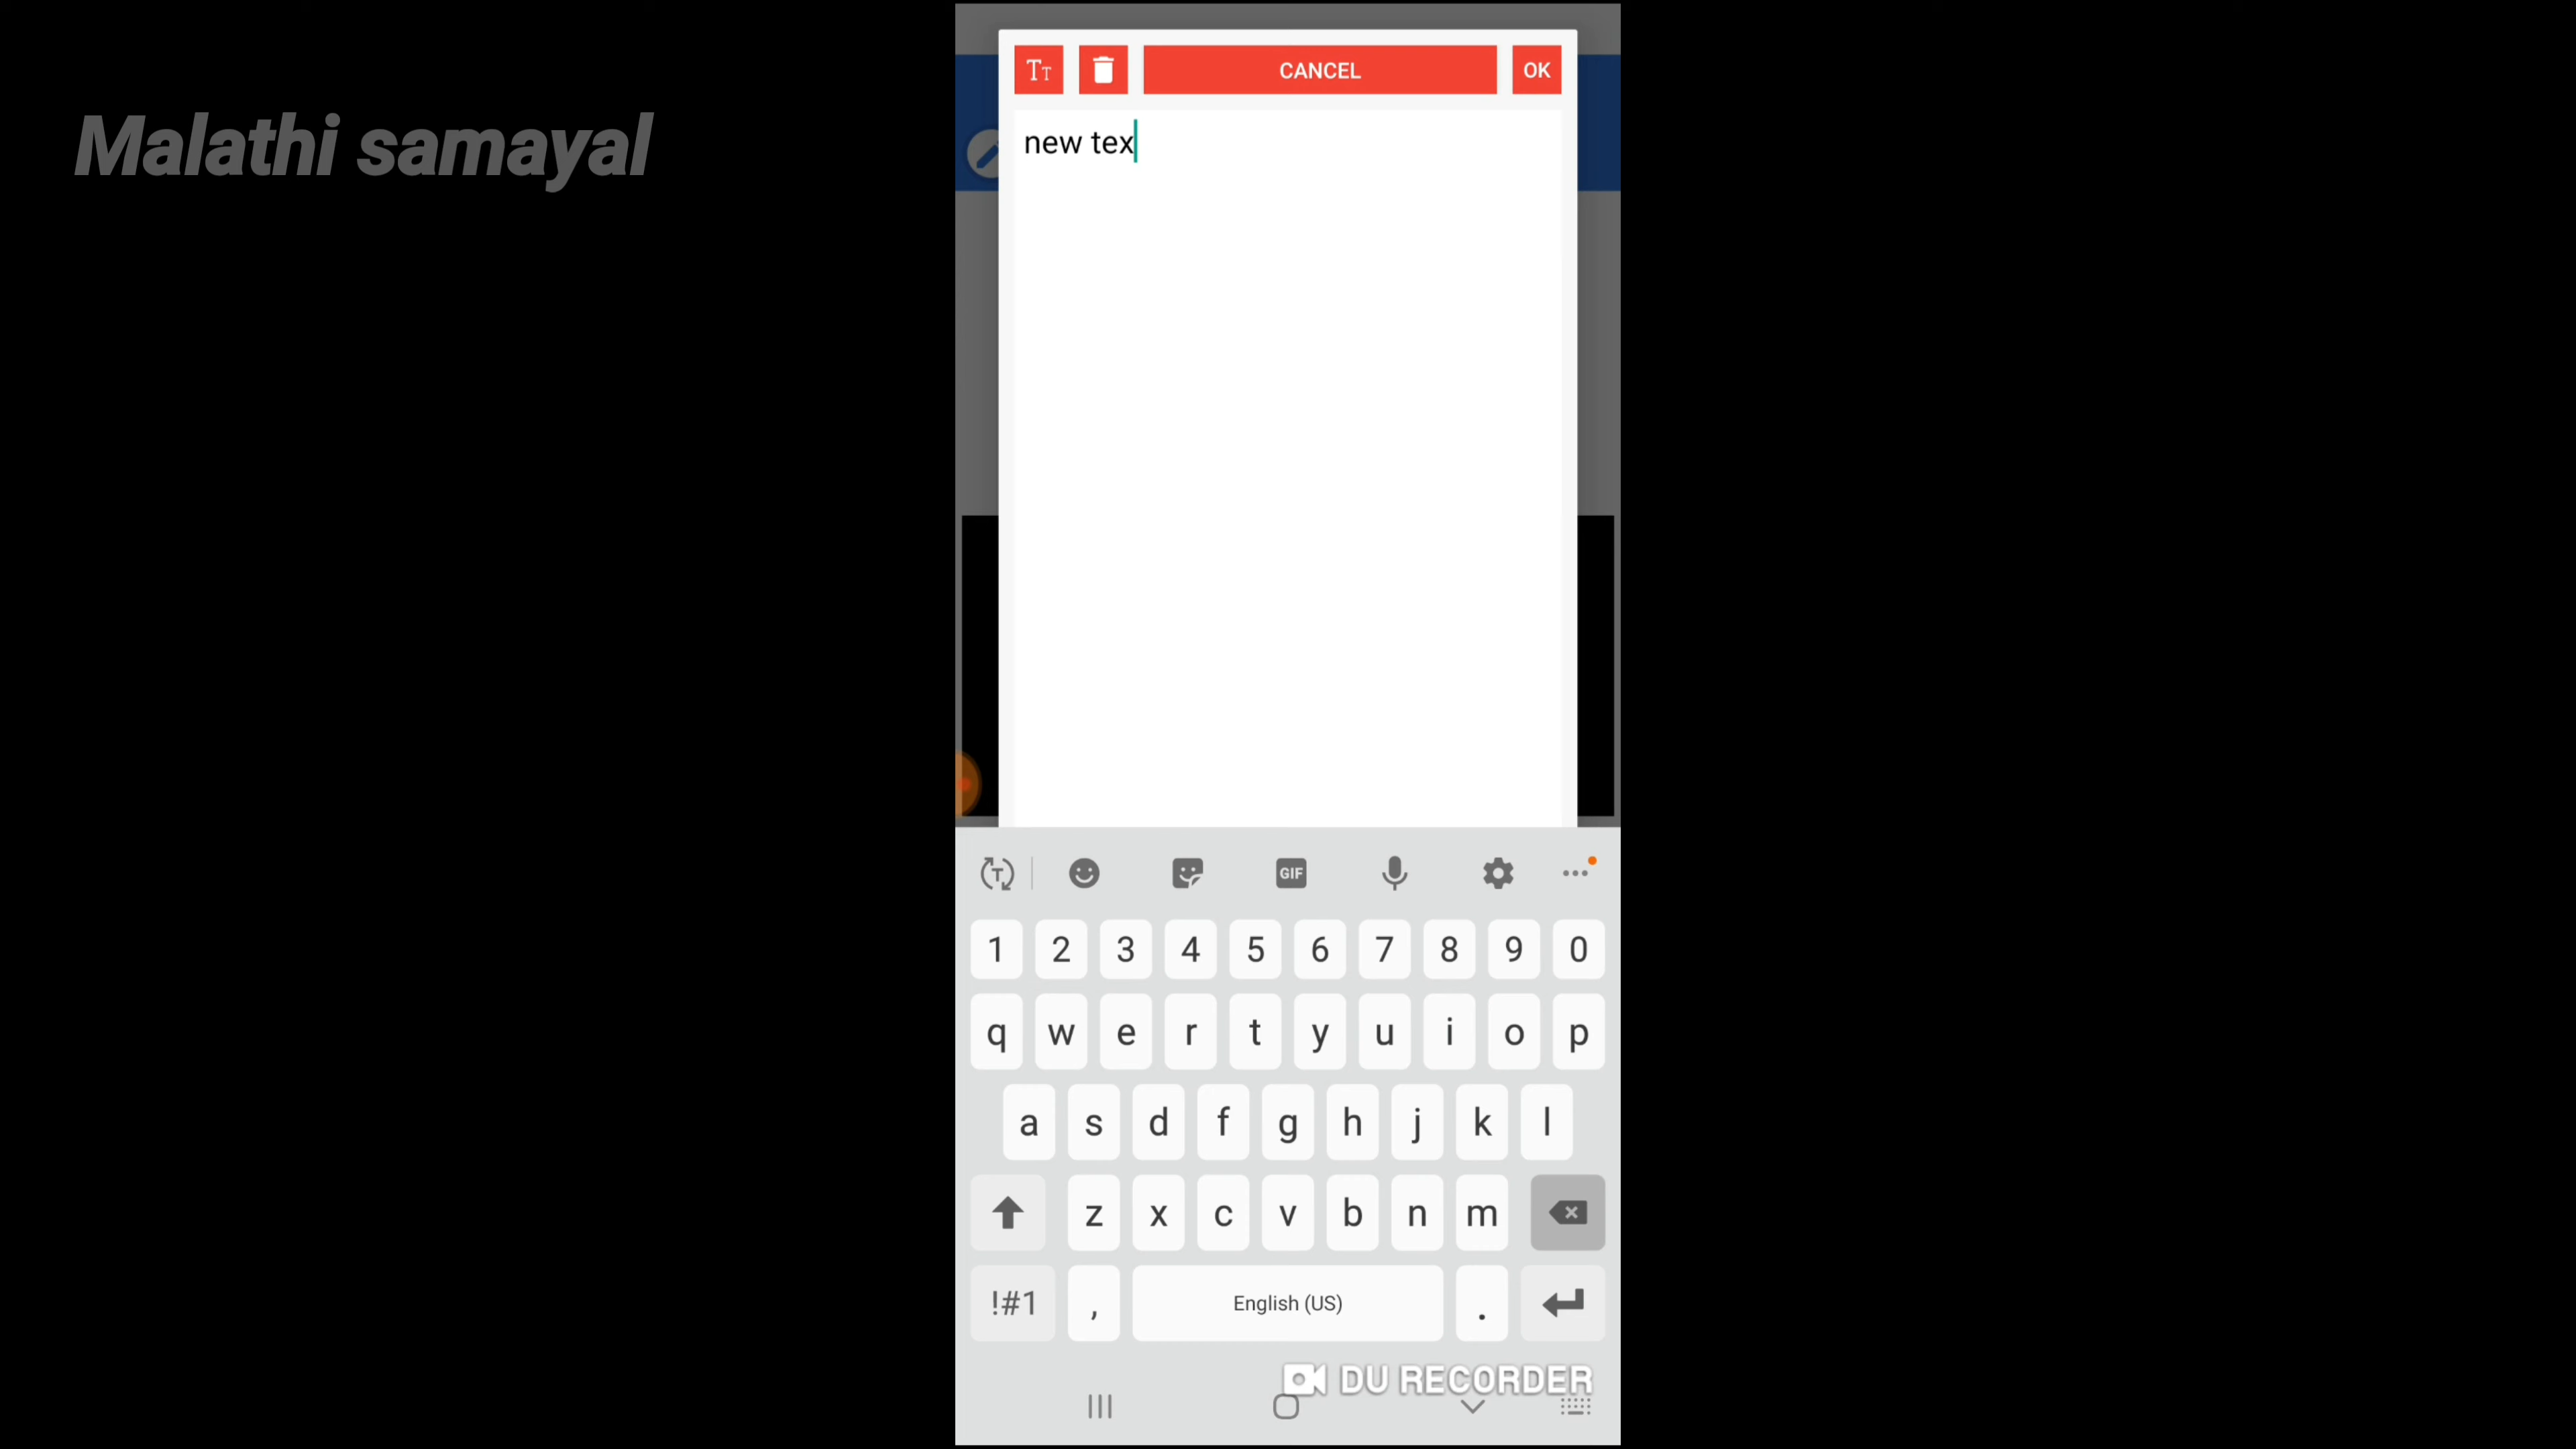 Malathi samayal
Tт CANCEL OK
new tex
T GIF
1 2 3 4 5 6 7 8 9 0
q w e r t y u i o p
a s d f g h j k l
z x c v b n m
!#1 , English (US) .
DU RECORDER